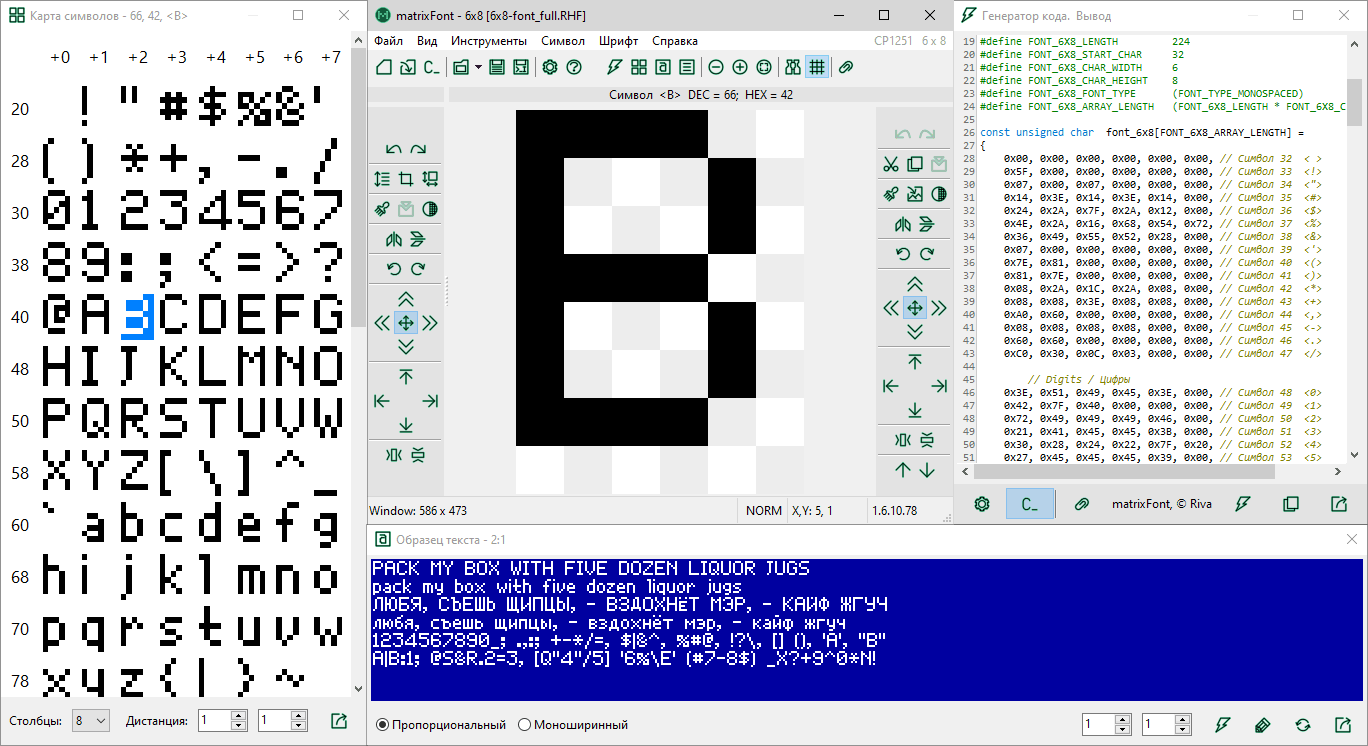 Карта символов - 66, 42, <B>
+0 +1 +2 +3 +4 +5 +6 +7
20 ! " # $ % & '
28 ( ) * + , - . /
30 0 1 2 3 4 5 6 7
38 8 9 : ; < = > ?
40 @ A B C D E F G
48 H I J K L M N O
50 P Q R S T U V W
58 X Y Z [ \ ] ^ _
60 ` a b c d e f g
68 h i j k l m n o
70 p q r s t u v w
78 x y z { | } ~
Столбцы: 8 Дистанция: 1 1
matrixFont - 6x8 [6x8-font_full.RHF]
Файл Вид Инструменты Символ Шрифт Справка CP1251 6 x 8
Символ <B> DEC = 66; HEX = 42
Window: 586 x 473 NORM X,Y: 5, 1 1.6.10.78
Генератор кода. Вывод
19 #define FONT_6X8_LENGTH 224
20 #define FONT_6X8_START_CHAR 32
21 #define FONT_6X8_CHAR_WIDTH 6
22 #define FONT_6X8_CHAR_HEIGHT 8
23 #define FONT_6X8_FONT_TYPE (FONT_TYPE_MONOSPACED)
24 #define FONT_6X8_ARRAY_LENGTH (FONT_6X8_LENGTH * FONT_6X8_C
25
26 const unsigned char font_6x8[FONT_6X8_ARRAY_LENGTH] =
27 {
28 0x00, 0x00, 0x00, 0x00, 0x00, 0x00, // Символ 32 < >
29 0x5F, 0x00, 0x00, 0x00, 0x00, 0x00, // Символ 33 <!>
30 0x07, 0x00, 0x07, 0x00, 0x00, 0x00, // Символ 34 <">
31 0x14, 0x3E, 0x14, 0x3E, 0x14, 0x00, // Символ 35 <#>
32 0x24, 0x2A, 0x7F, 0x2A, 0x12, 0x00, // Символ 36 <$>
33 0x4E, 0x2A, 0x16, 0x68, 0x54, 0x72, // Символ 37 <%>
34 0x36, 0x49, 0x55, 0x52, 0x28, 0x00, // Символ 38 <&>
35 0x07, 0x00, 0x00, 0x00, 0x00, 0x00, // Символ 39 <'>
36 0x7E, 0x81, 0x00, 0x00, 0x00, 0x00, // Символ 40 <(>
37 0x81, 0x7E, 0x00, 0x00, 0x00, 0x00, // Символ 41 <)>
38 0x08, 0x2A, 0x1C, 0x2A, 0x08, 0x00, // Символ 42 <*>
39 0x08, 0x08, 0x3E, 0x08, 0x08, 0x00, // Символ 43 <+>
40 0xA0, 0x60, 0x00, 0x00, 0x00, 0x00, // Символ 44 <,>
41 0x08, 0x08, 0x08, 0x08, 0x00, 0x00, // Символ 45 <->
42 0x60, 0x60, 0x00, 0x00, 0x00, 0x00, // Символ 46 <.>
43 0xC0, 0x30, 0x0C, 0x03, 0x00, 0x00, // Символ 47 </>
44
45 // Digits / Цифры
46 0x3E, 0x51, 0x49, 0x45, 0x3E, 0x00, // Символ 48 <0>
47 0x42, 0x7F, 0x40, 0x00, 0x00, 0x00, // Символ 49 <1>
48 0x72, 0x49, 0x49, 0x49, 0x46, 0x00, // Символ 50 <2>
49 0x21, 0x41, 0x45, 0x45, 0x3B, 0x00, // Символ 51 <3>
50 0x30, 0x28, 0x24, 0x22, 0x7F, 0x20, // Символ 52 <4>
51 0x27, 0x45, 0x45, 0x45, 0x39, 0x00, // Символ 53 <5>
C_ matrixFont, © Riva
Образец текста - 2:1
PACK MY BOX WITH FIVE DOZEN LIQUOR JUGS
pack my box with five dozen liquor jugs
ЛЮБЯ, СЪЕШЬ ЩИПЦЫ, - ВЗДОХНЁТ МЭР, - КАЙФ ЖГУЧ
любя, съешь щипцы, - вздохнёт мэр, - кайф жгуч
1234567890_; .,:; +-*/=, $|&^, %#@, !?\, [] (), 'A', "B"
A|B:1; @S&R.2=3, [Q"4"/5] '6%\E' (#7-8$) _X?+9^0*N!
Пропорциональный Моноширинный 1 1